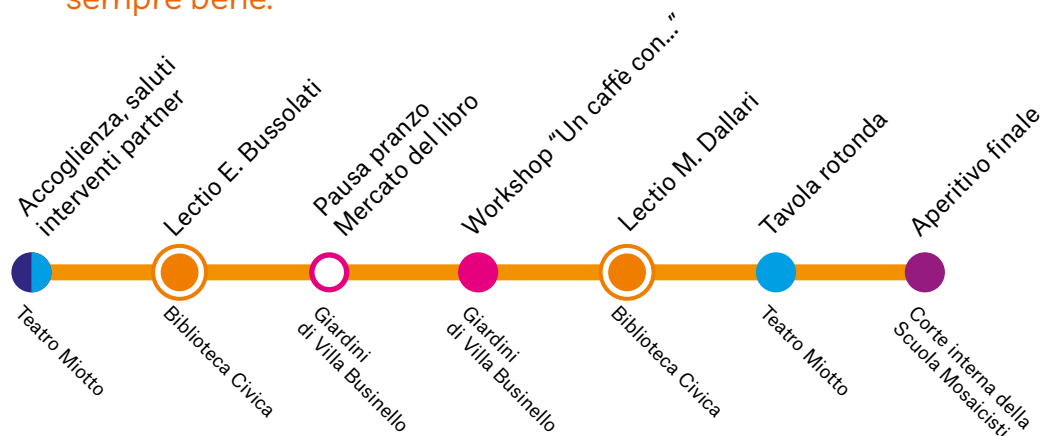 sempre bene.
Accoglienza, saluti
interventi partner
Lectio E. Bussolati
Pausa pranzo
Mercato del libro
Workshop “Un caffè con...”
Lectio M. Dallari
Tavola rotonda
Aperitivo finale
Teatro Miotto
Biblioteca Civica
Giardini
di Villa Businello
Giardini
di Villa Businello
Biblioteca Civica
Teatro Miotto
Corte interna della
Scuola Mosaicisti